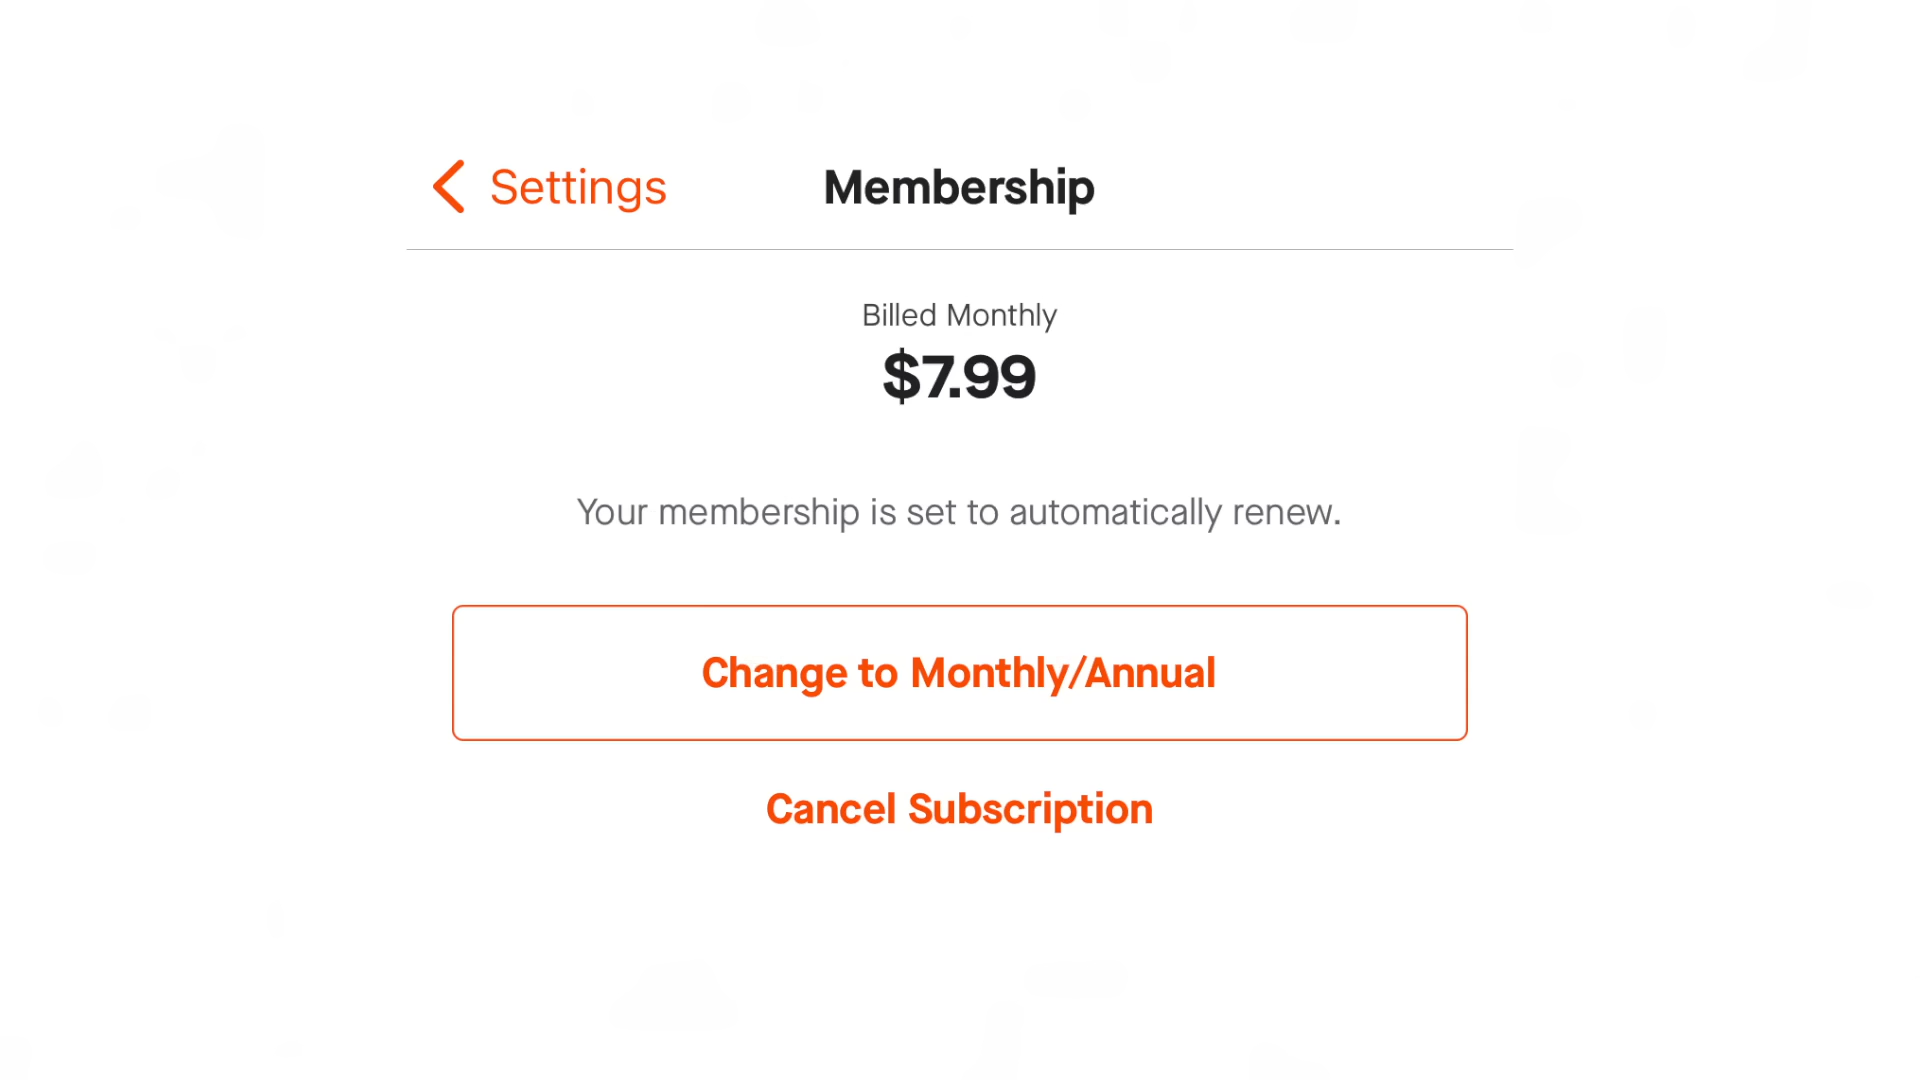 Settings
Membership
Billed Monthly
$7.99
Your membership is set to automatically renew.
Change to Monthly/Annual
Cancel Subscription